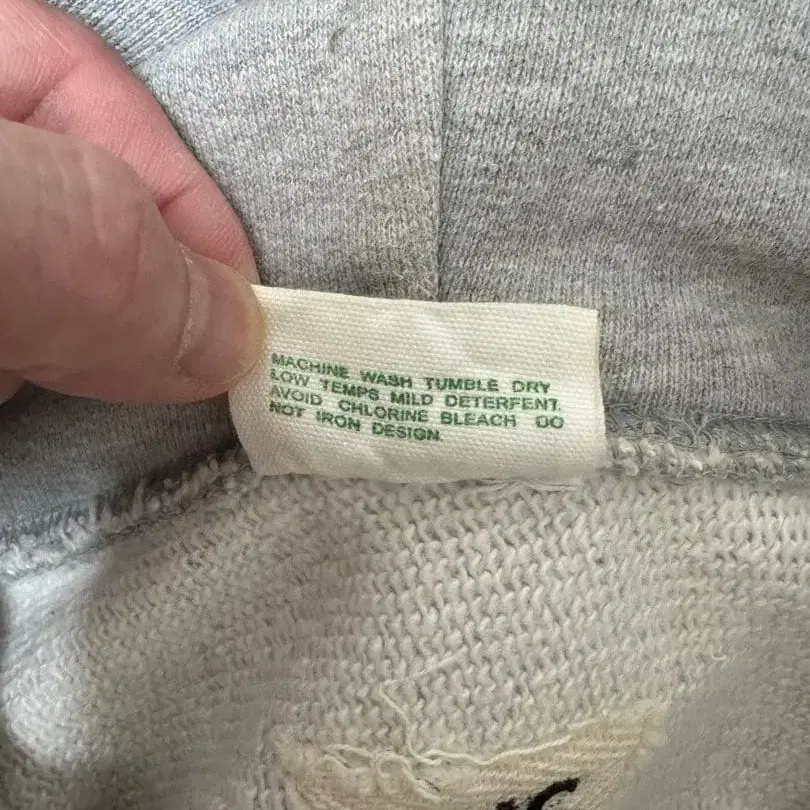 MACHINE WASH TUMBLE DRY
LOW TEMPS MILD DETERFENT.
AVOID CHLORINE BLEACH DO
NOT IRON DESIGN.